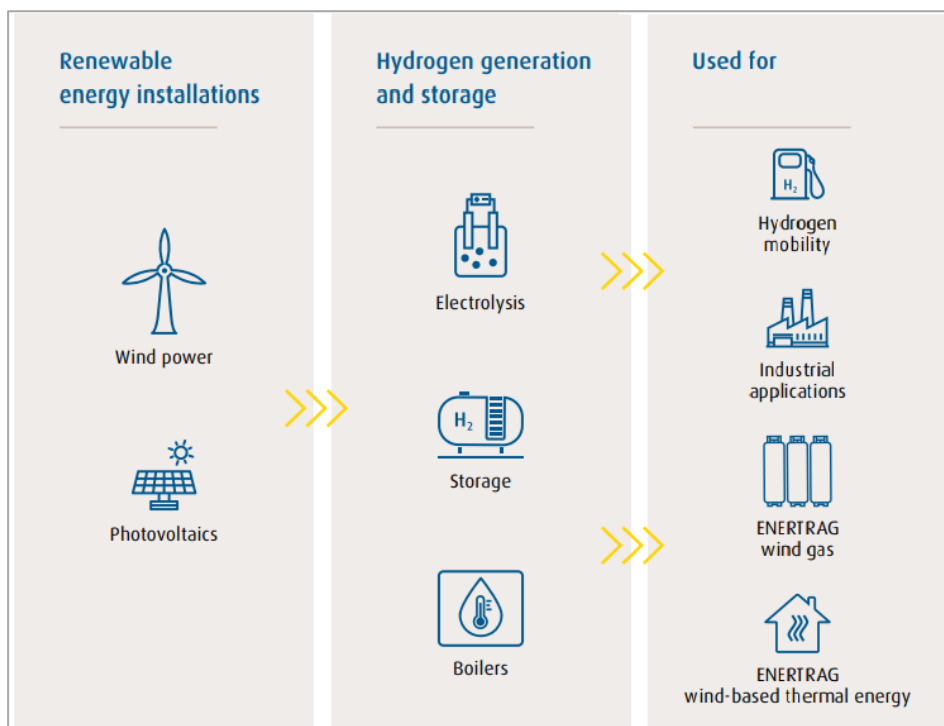 Renewable
energy installations
Wind power
Photovoltaics
Hydrogen generation
and storage
Electrolysis
H₂
Storage
Boilers
Used for
H₂
Hydrogen
mobility
Industrial
applications
ENERTRAG
wind gas
ENERTRAG
wind-based thermal energy